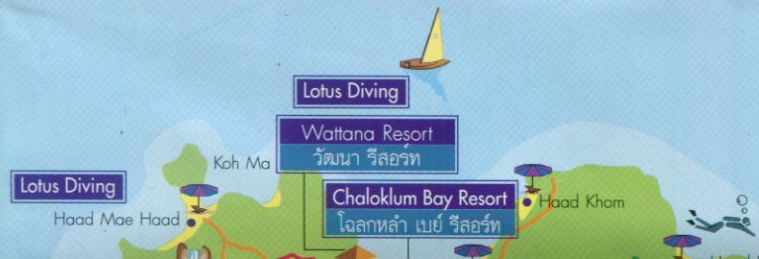 Lotus Diving
Wattana Resort
วัฒนา รีสอร์ท
Koh Ma
Lotus Diving
Chaloklum Bay Resort
โฉลกหลำ เบย์ รีสอร์ท
Haad Khom
Haad Mae Haad